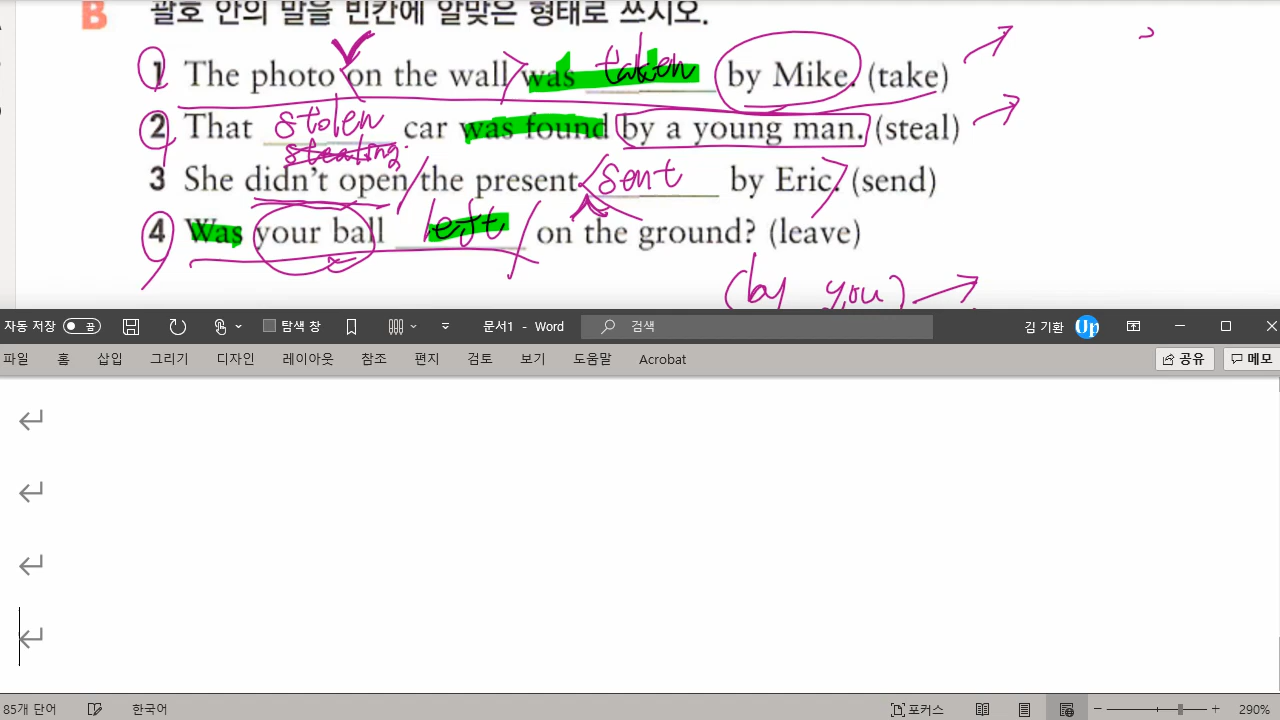 B 괄호 안의 말을 빈칸에 알맞은 형태로 쓰시오.
1 The photo on the wall was taken by Mike. (take)
2 That stolen car was found by a young man. (steal)
stealing
3 She didn't open the present sent by Eric. (send)
4 Was your ball left on the ground? (leave)
(by you)
자동 저장 끔 탐색 창 문서1 - Word 검색 김 기환 Up
파일 홈 삽입 그리기 디자인 레이아웃 참조 편지 검토 보기 도움말 Acrobat 공유 메모
85개 단어 한국어 포커스 290%